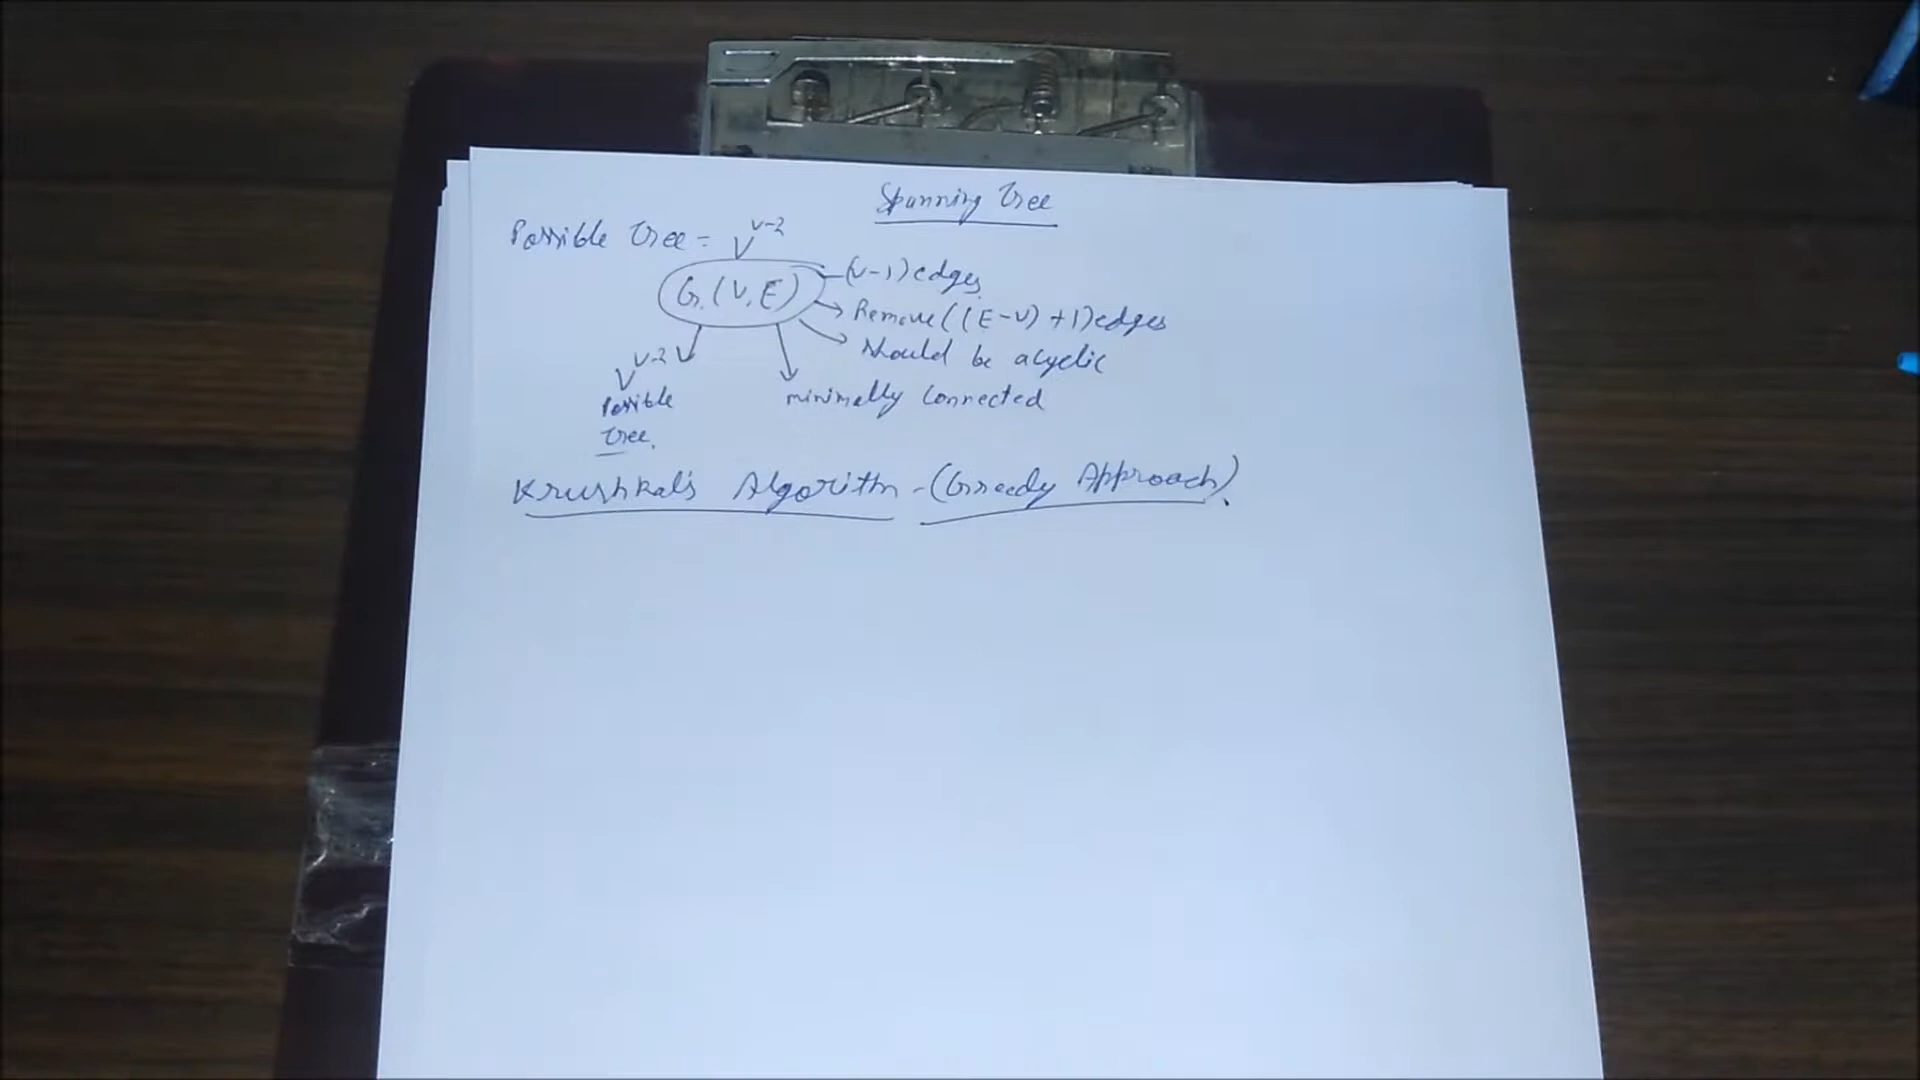 Spanning Tree
Possible Tree = V^v-2
G(V,E)
(v-1) edges
Remove ((E-V) +1) edges
Should be acyclic
minimally connected
V^v-2
Possible
Tree.
Krushkal's Algorithm - (Greedy Approach).